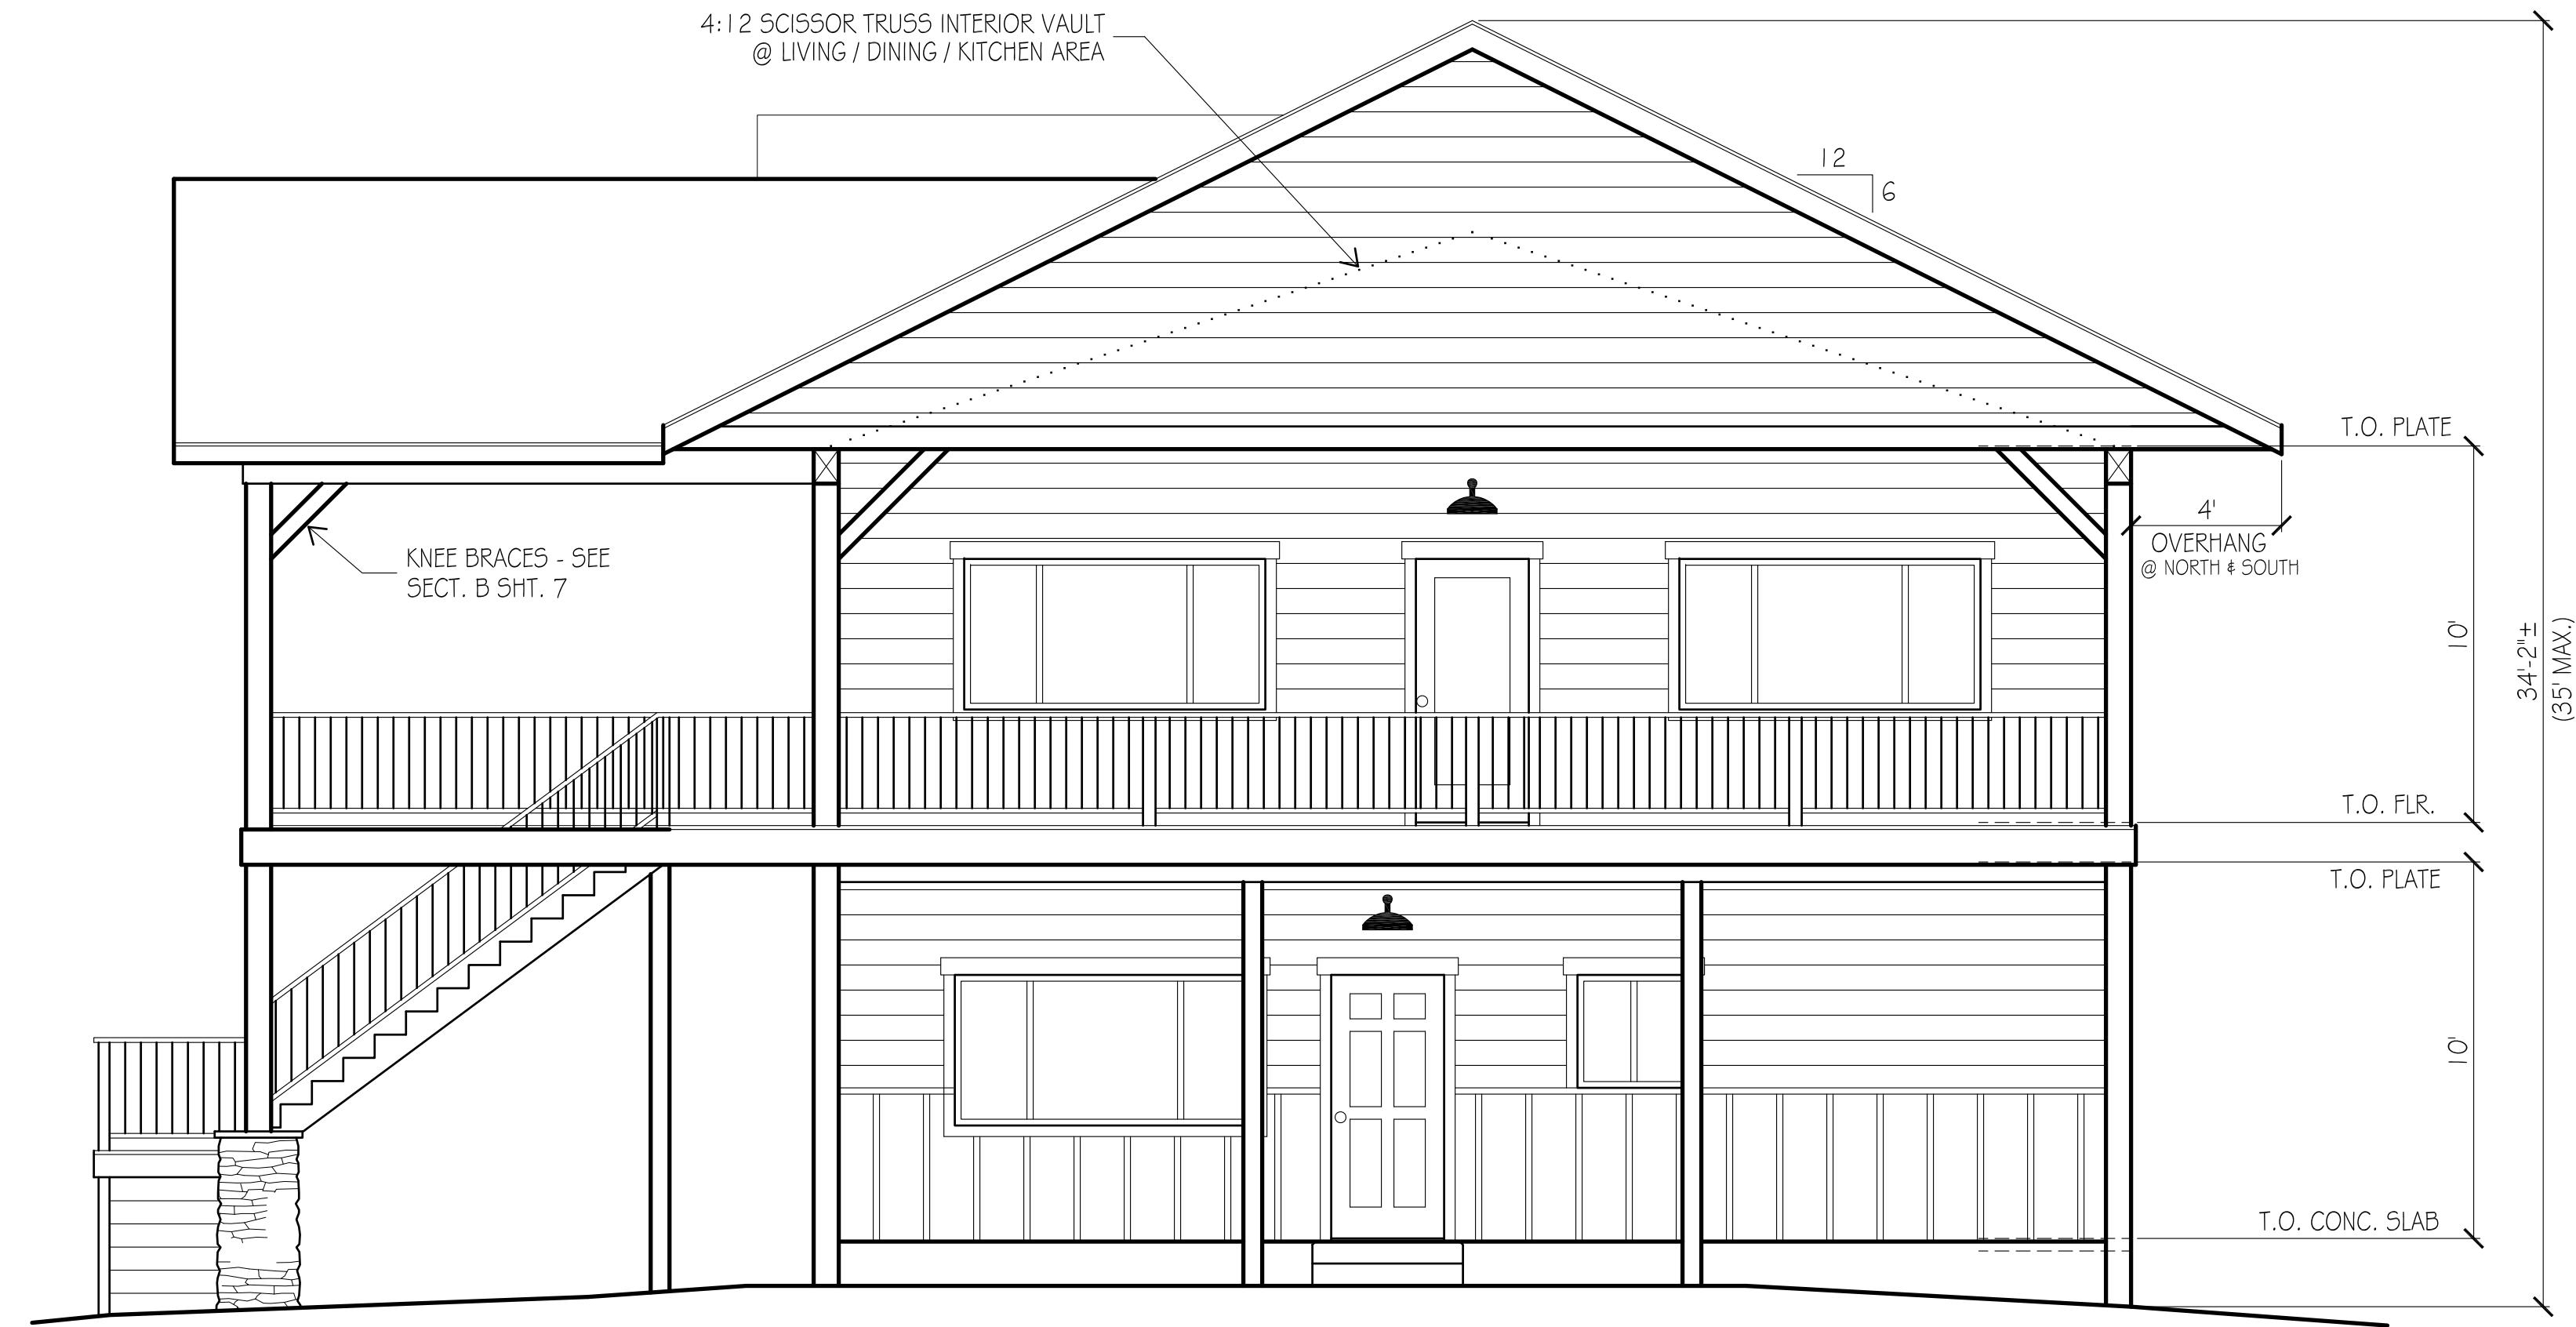 4:12 SCISSOR TRUSS INTERIOR VAULT
@ LIVING / DINING / KITCHEN AREA
12
6
T.O. PLATE
4'
OVERHANG
@ NORTH & SOUTH
KNEE BRACES - SEE
SECT. B SHT. 7
10'
34'-2"±
(35' MAX.)
T.O. FLR.
T.O. PLATE
10'
T.O. CONC. SLAB